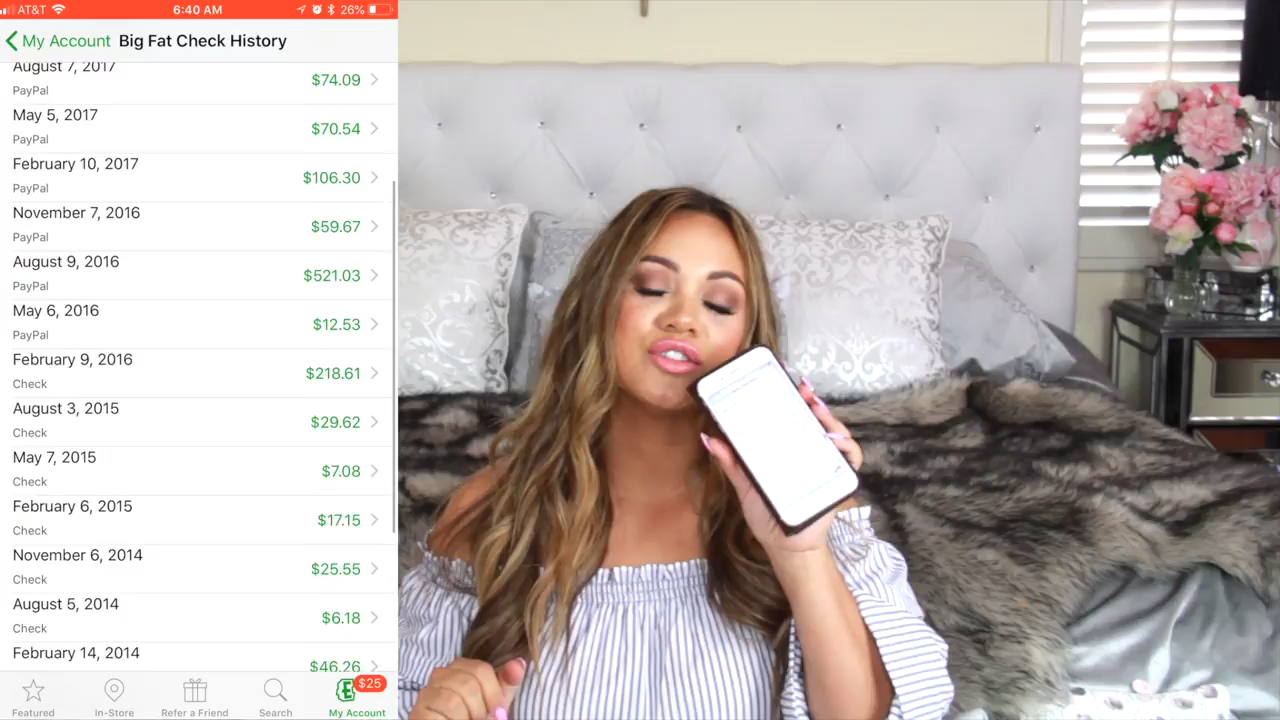 AT&T 6:40 AM 26%
My Account Big Fat Check History
August 7, 2017 $74.09
PayPal
May 5, 2017 $70.54
PayPal
February 10, 2017 $106.30
PayPal
November 7, 2016 $59.67
PayPal
August 9, 2016 $521.03
PayPal
May 6, 2016 $12.53
PayPal
February 9, 2016 $218.61
Check
August 3, 2015 $29.62
Check
May 7, 2015 $7.08
Check
February 6, 2015 $17.15
Check
November 6, 2014 $25.55
Check
August 5, 2014 $6.18
Check
February 14, 2014 $46.26
$25
Featured In-Store Refer a Friend Search My Account